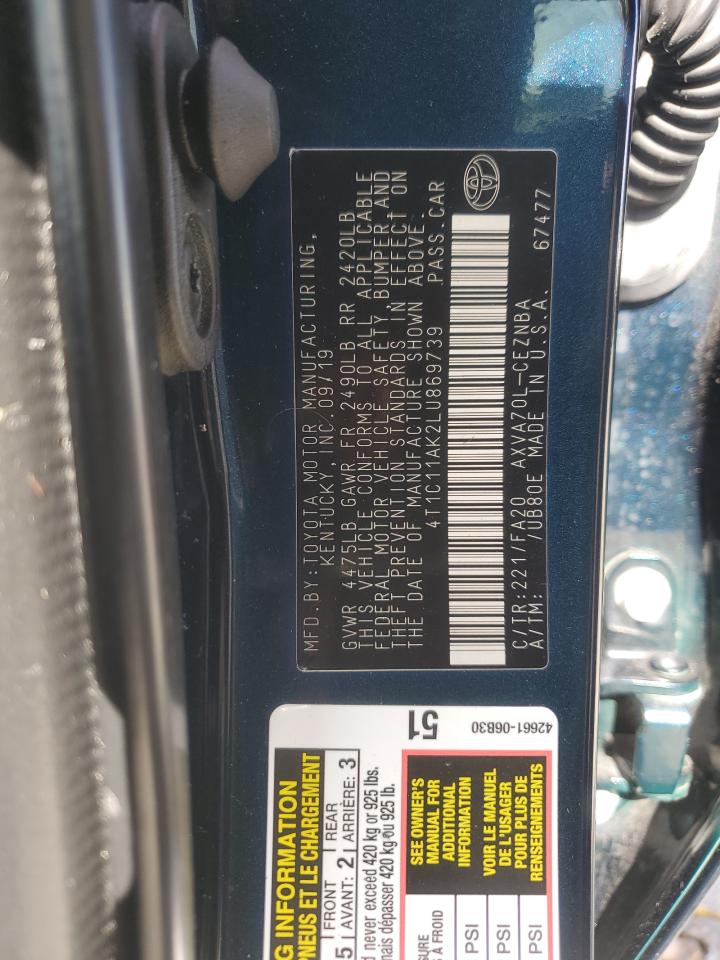 MFD.BY:TOYOTA MOTOR MANUFACTURING,
KENTUCKY, INC.09/19
GVWR 4475LB GAWR FR 2490LB RR 2420LB
THIS VEHICLE CONFORMS TO ALL APPLICABLE
FEDERAL MOTOR VEHICLE SAFETY, BUMPER, AND
THEFT PREVENTION STANDARDS IN EFFECT ON
THE DATE OF MANUFACTURE SHOWN ABOVE.
4T1C11AK2LU869739 PASS.CAR
C/TR:221/FA20 AXVA70L-CEZNBA
A/TM: /UB80E MADE IN U.S.A. 67477
G INFORMATION
PNEUS ET LE CHARGEMENT
5 FRONT 2 REAR 3
AVANT: ARRIÈRE:
d never exceed 420 kg or 925 lbs.
mais dépasser 420 kg ou 925 lb.
SURE
À FROID
PSI
PSI
PSI
SEE OWNER'S
MANUAL FOR
ADDITIONAL
INFORMATION
VOIR LE MANUEL
DE L'USAGER
POUR PLUS DE
RENSEIGNEMENTS
51
42661-06B30